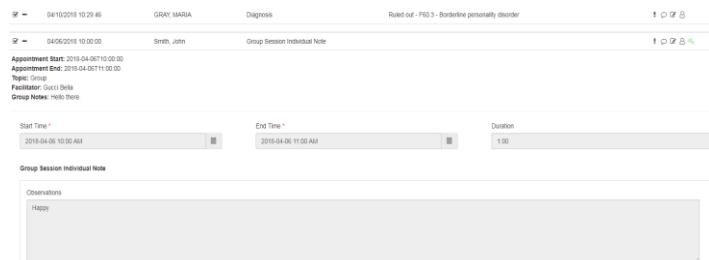 04/10/2018 10:29:46 GRAY, MARIA Diagnosis Ruled out - F60.3 - Borderline personality disorder
04/06/2018 10:00:00 Smith, John Group Session Individual Note
Appointment Start: 2018-04-06T10:00:00
Appointment End: 2018-04-06T11:00:00
Topic: Group
Facilitator: Gucci Bella
Group Notes: Hello there
Start Time * End Time * Duration
2018-04-06 10:00 AM 2018-04-06 11:00 AM 1:00
Group Session Individual Note
Observations
Happy